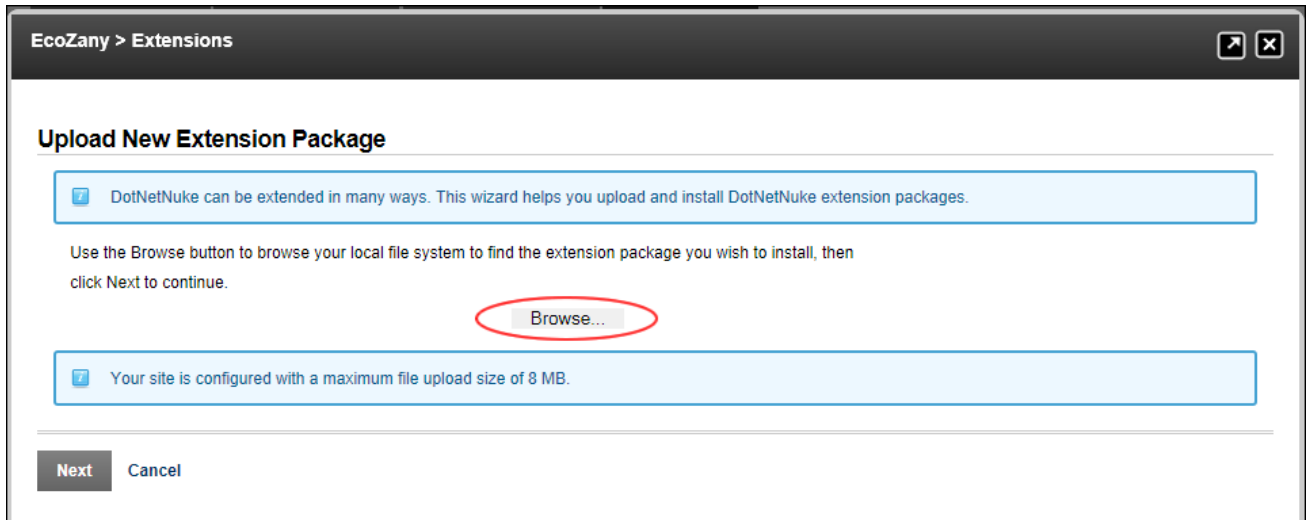 EcoZany > Extensions
Upload New Extension Package
DotNetNuke can be extended in many ways. This wizard helps you upload and install DotNetNuke extension packages.
Use the Browse button to browse your local file system to find the extension package you wish to install, then
click Next to continue.
Browse...
Your site is configured with a maximum file upload size of 8 MB.
Next Cancel